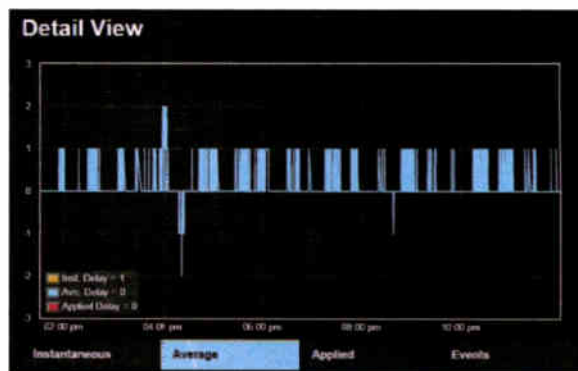 Detail View
3
2
1
0
-1
-2
-3
Inst. Delay = 1
Ave. Delay = 0
Applied Delay = 0
02:00 pm 04:00 pm 06:00 pm 08:00 pm 10:00 pm
Instantaneous Average Applied Events